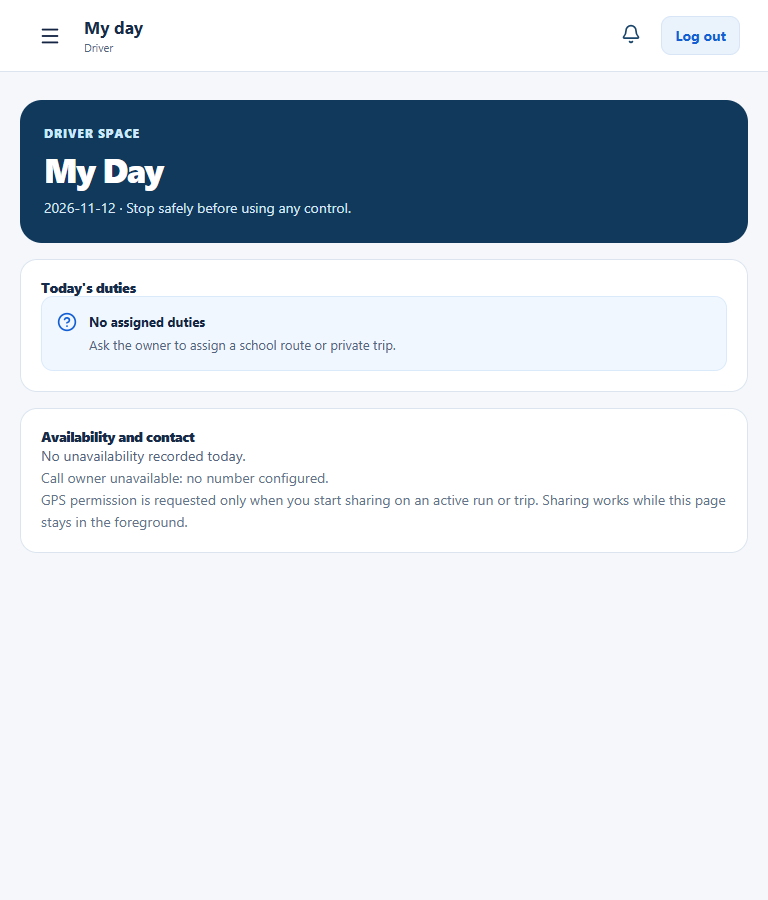 My day
Driver
Log out
DRIVER SPACE
My Day
2026-11-12 · Stop safely before using any control.
Today's duties
No assigned duties
Ask the owner to assign a school route or private trip.
Availability and contact
No unavailability recorded today.
Call owner unavailable: no number configured.
GPS permission is requested only when you start sharing on an active run or trip. Sharing works while this page
stays in the foreground.